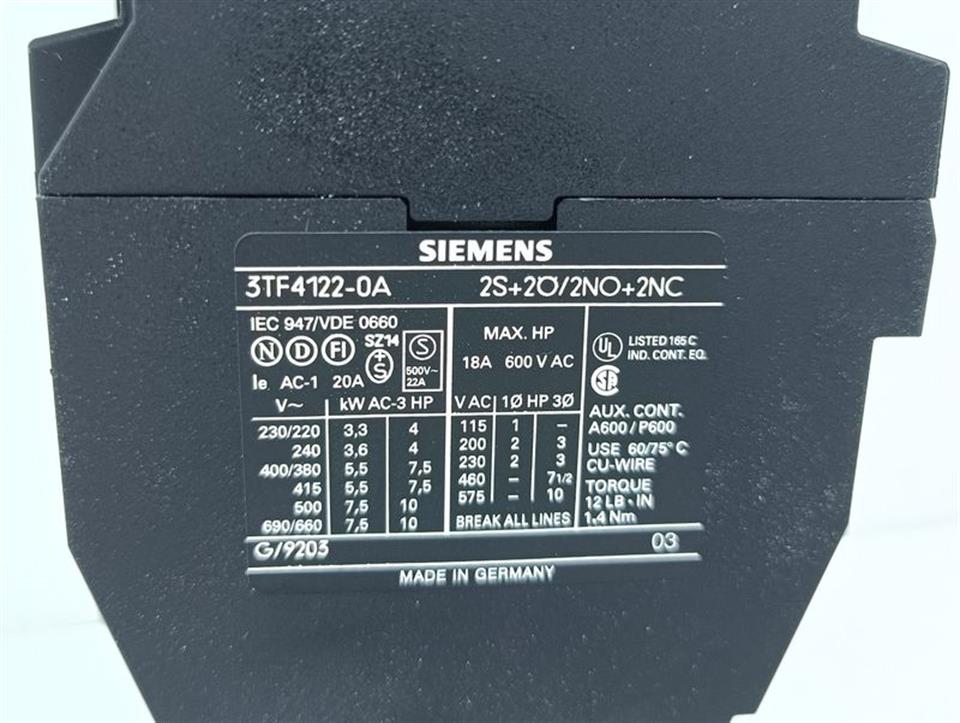 SIEMENS
3TF4122-0A 2S+2Ö/2NO+2NC
IEC 947/VDE 0660
N D FI SZ14 +S S 500V~ 22A
Ie AC-1 20A
V~ kW AC-3 HP
230/220 3,3 4
240 3,6 4
400/380 5,5 7,5
415 5,5 7,5
500 7,5 10
690/660 7,5 10
MAX. HP
18A 600 V AC
V AC 1Ø HP 3Ø
115 1 –
200 2 3
230 2 3
460 – 7 1/2
575 – 10
BREAK ALL LINES
UL LISTED 165 C
IND. CONT. EQ.
SA
AUX. CONT.
A600 / P600
USE 60/75° C
CU-WIRE
TORQUE
12 LB · IN
1.4 Nm
G/9203 03
MADE IN GERMANY